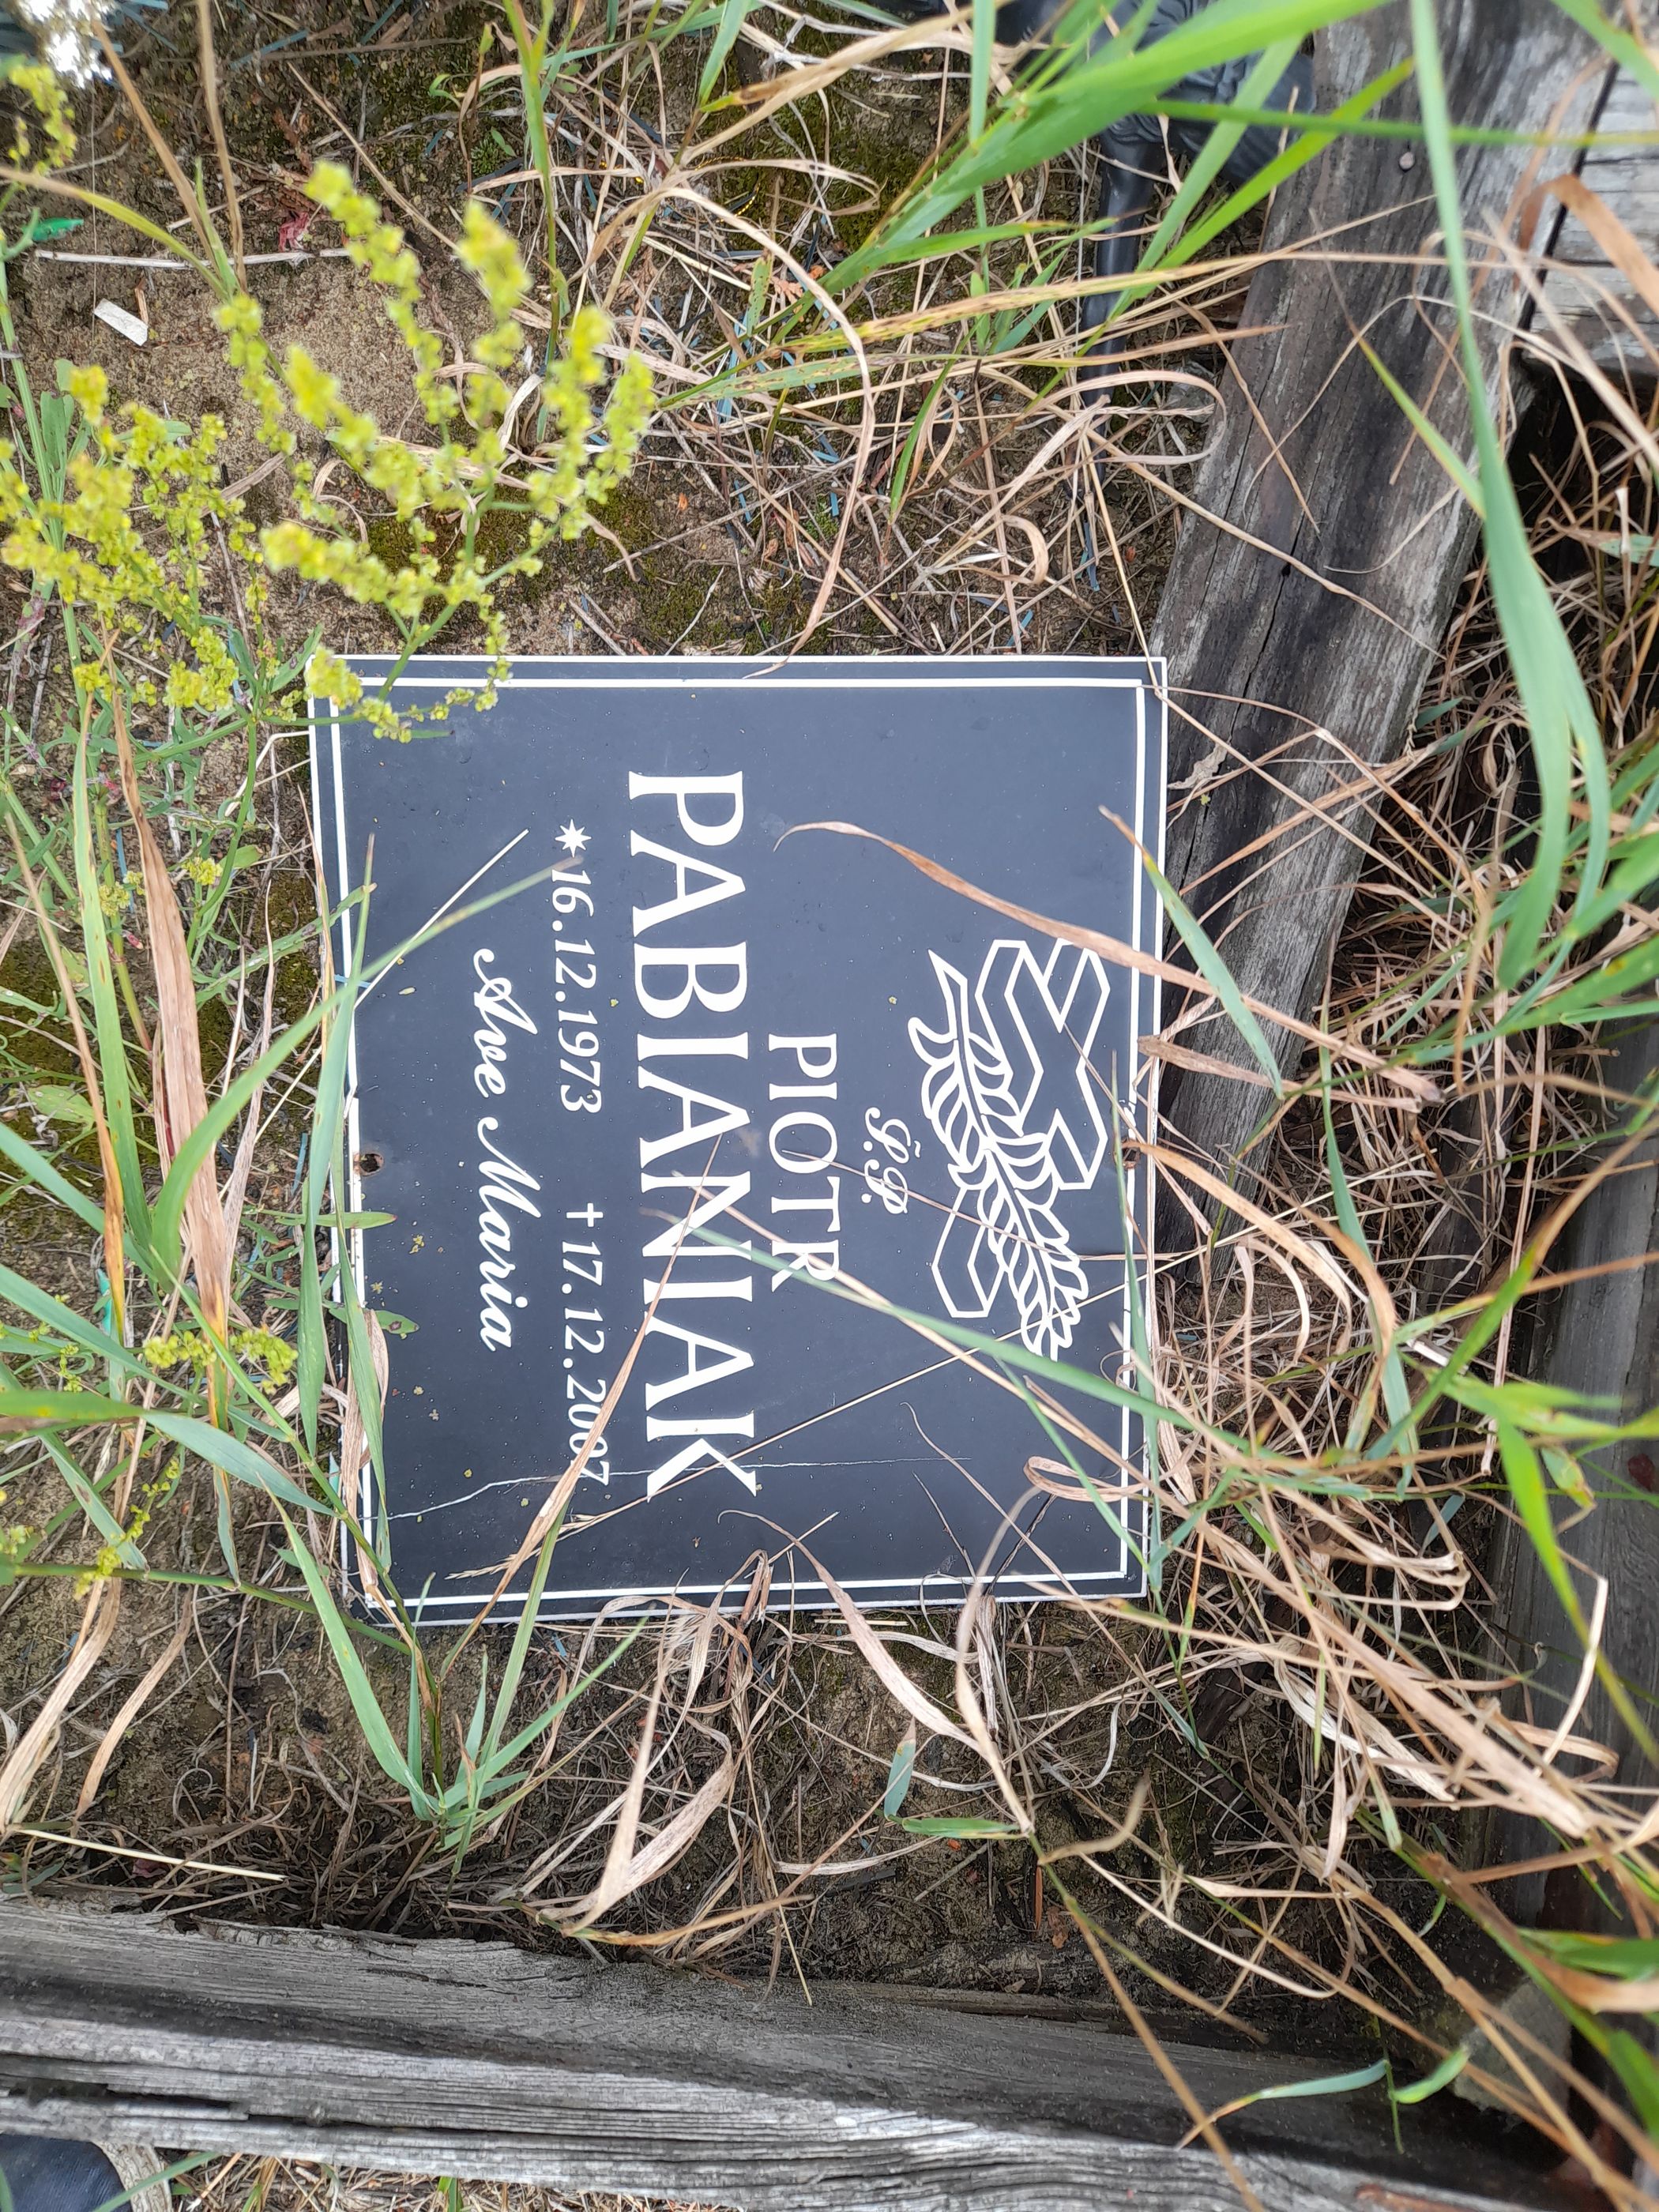 Ś.P.
PIOTR
PABIANIAK
*16.12.1973 †17.12.2007
Ave Maria